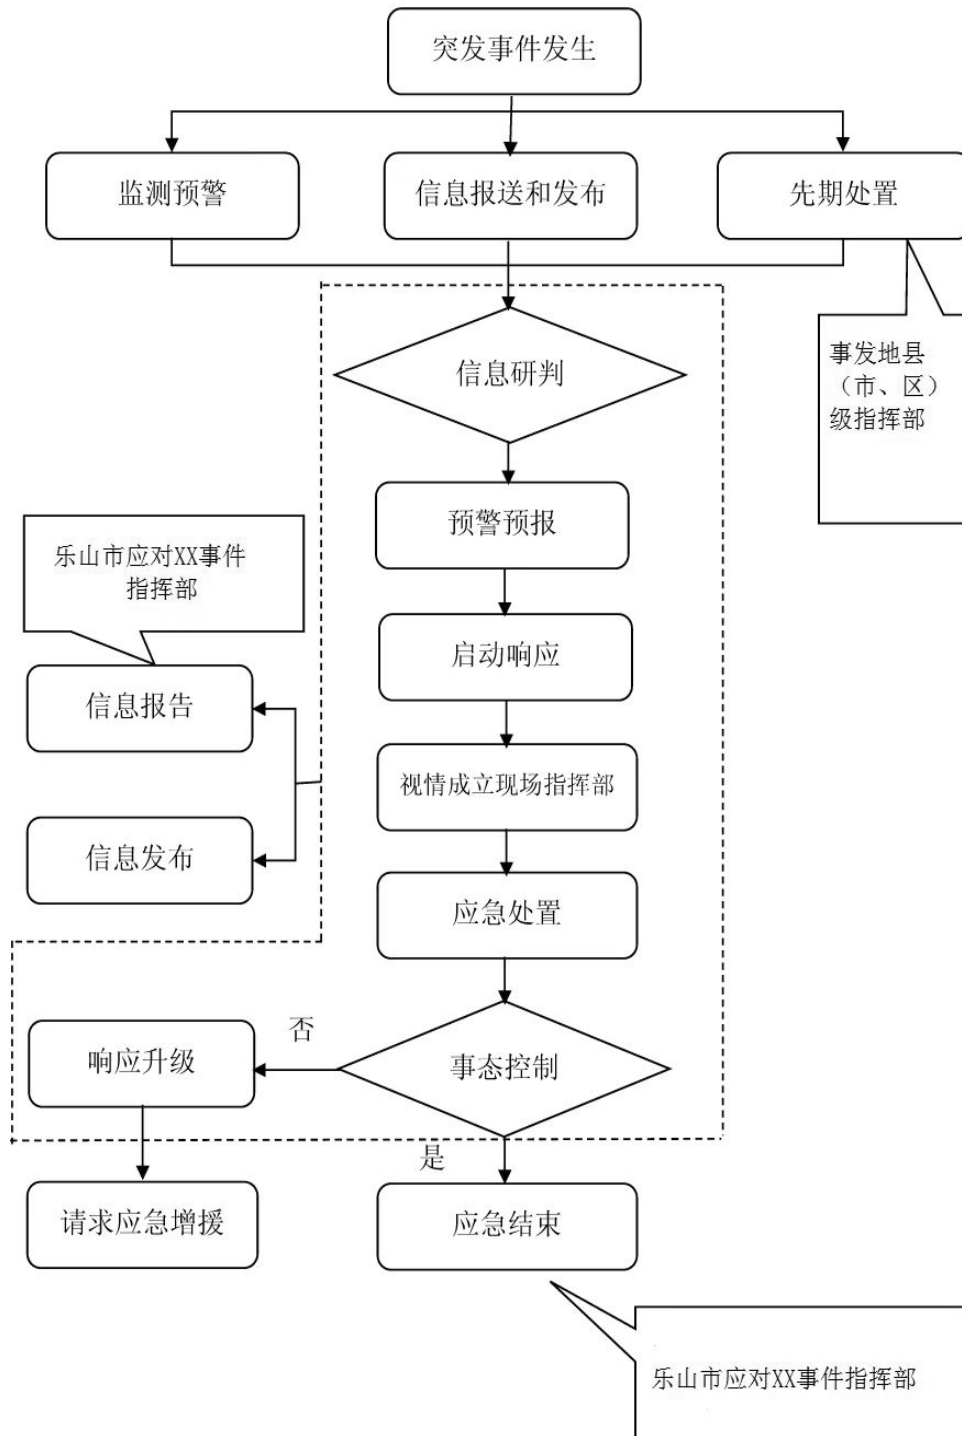 突发事件发生
监测预警
信息报送和发布
先期处置
事发地县
（市、区）
级指挥部
信息研判
预警预报
乐山市应对XX事件
指挥部
启动响应
信息报告
视情成立现场指挥部
信息发布
应急处置
否
响应升级
事态控制
是
请求应急增援
应急结束
乐山市应对XX事件指挥部